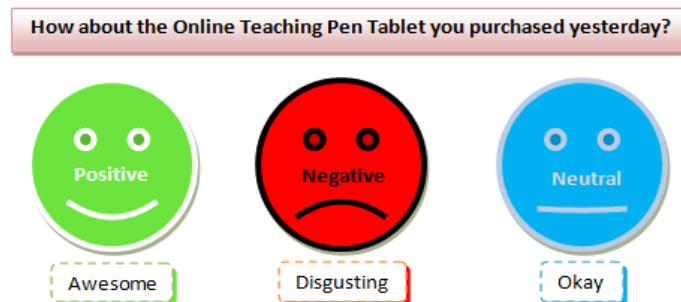 How about the Online Teaching Pen Tablet you purchased yesterday?
Positive
Negative
Neutral
Awesome
Disgusting
Okay